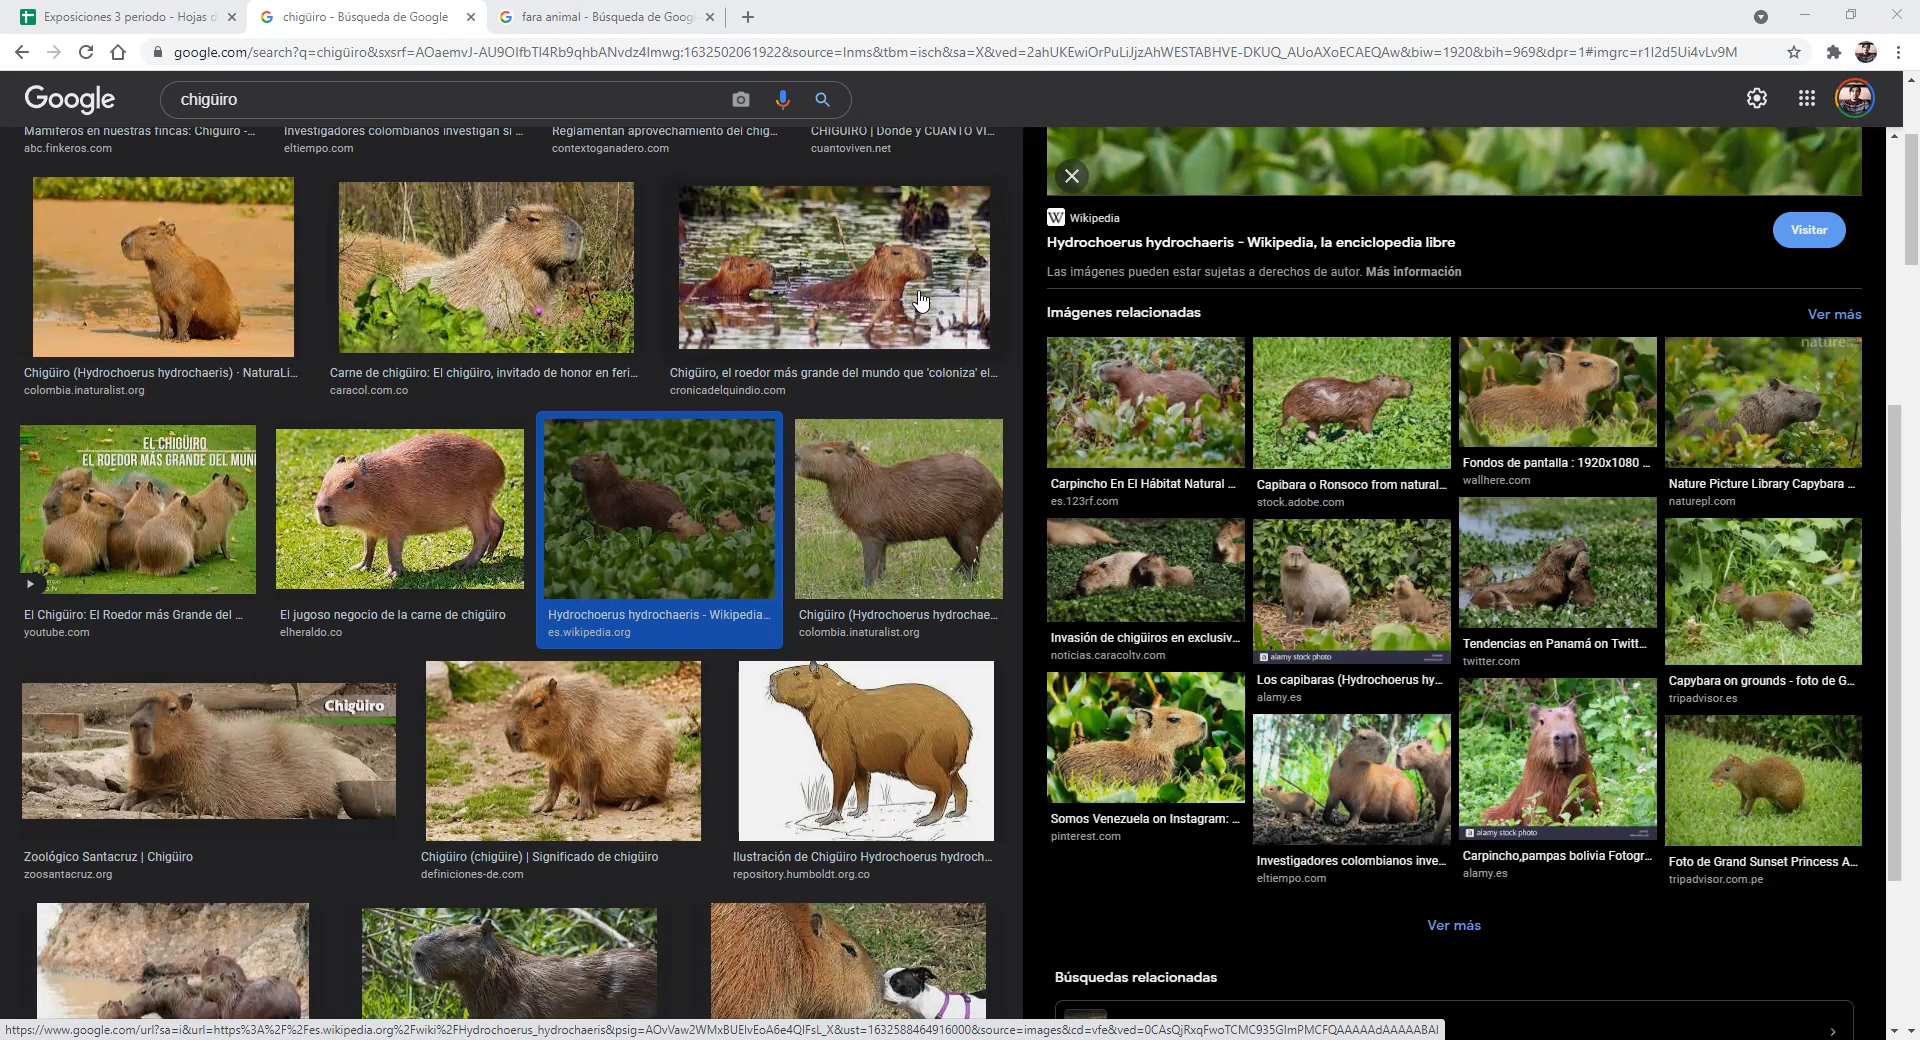 Exposiciones 3 periodo - Hojas d
chigüiro - Búsqueda de Google
fara animal - Búsqueda de Goog
google.com/search?q=chigüiro&sxsrf=AOaemvJ-AU9OlfbTl4Rb9qhbANvdz4Imwg:1632502061922&source=lnms&tbm=isch&sa=X&ved=2ahUKEwiOrPuLiJjzAhWESTABHVE-DKUQ_AUoAXoECAEQAw&biw=1920&bih=969&dpr=1#imgrc=r1l2d5Ui4vLv9M
Google
chigüiro
Mamíferos en nuestras fincas: Chigüiro -...
abc.finkeros.com
Investigadores colombianos investigan si ...
eltiempo.com
Reglamentan aprovechamiento del chig...
contextoganadero.com
CHIGÜIRO | Dónde y CUÁNTO VI...
cuantoviven.net
Chigüiro (Hydrochoerus hydrochaeris) · NaturaLi...
colombia.inaturalist.org
Carne de chigüiro: El chigüiro, invitado de honor en feri...
caracol.com.co
Chigüiro, el roedor más grande del mundo que 'coloniza' el...
cronicadelquindio.com
EL CHIGÜIRO
EL ROEDOR MÁS GRANDE DEL MUN
El Chigüiro: El Roedor más Grande del ...
youtube.com
El jugoso negocio de la carne de chigüiro
elheraldo.co
Hydrochoerus hydrochaeris - Wikipedia...
es.wikipedia.org
Chigüiro (Hydrochoerus hydrochae...
colombia.inaturalist.org
Chigüiro
Zoológico Santacruz | Chigüiro
zoosantacruz.org
Chigüiro (chigüire) | Significado de chigüiro
definiciones-de.com
Ilustración de Chigüiro Hydrochoerus hydroch...
repository.humboldt.org.co
W Wikipedia
Hydrochoerus hydrochaeris - Wikipedia, la enciclopedia libre
Visitar
Las imágenes pueden estar sujetas a derechos de autor. Más información
Imágenes relacionadas
Ver más
nature
Carpincho En El Hábitat Natural ...
es.123rf.com
Capibara o Ronsoco from natural...
stock.adobe.com
Fondos de pantalla : 1920x1080 ...
wallhere.com
Nature Picture Library Capybara ...
naturepl.com
Invasión de chigüiros en exclusiv...
noticias.caracoltv.com
a alamy stock photo
Los capibaras (Hydrochoerus hy...
alamy.es
Tendencias en Panamá on Twitt...
twitter.com
Capybara on grounds - foto de G...
tripadvisor.es
Somos Venezuela on Instagram: ...
pinterest.com
Investigadores colombianos inve...
eltiempo.com
a alamy stock photo
Carpincho,pampas bolivia Fotogr...
alamy.es
Foto de Grand Sunset Princess A...
tripadvisor.com.pe
Ver más
Búsquedas relacionadas
https://www.google.com/url?sa=i&url=https%3A%2F%2Fes.wikipedia.org%2Fwiki%2FHydrochoerus_hydrochaeris&psig=AOvVaw2WMxBUEIvEoA6e4QIFsL_X&ust=1632588464916000&source=images&cd=vfe&ved=0CAsQjRxqFwoTCMC935GImPMCFQAAAAAdAAAAABAI